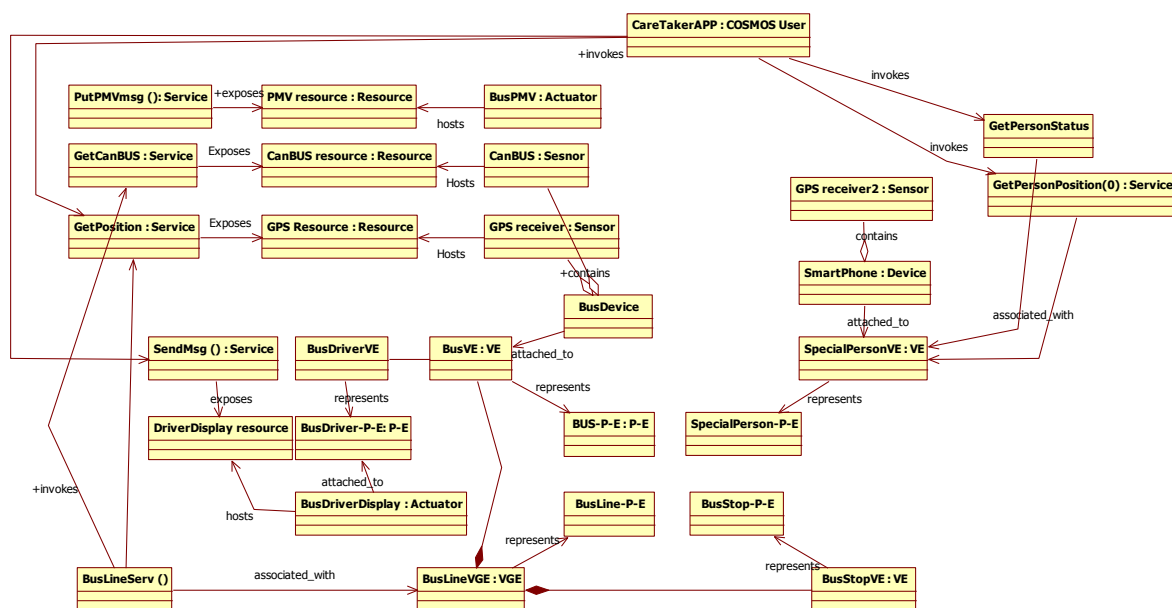 CareTakerAPP : COSMOS User
+invokes
invokes
PutPMVmsg (): Service
+exposes
PMV resource : Resource
BusPMV : Actuator
hosts
GetPersonStatus
GetCanBUS : Service
Exposes
CanBUS resource : Resource
CanBUS : Sesnor
Hosts
invokes
GetPersonPosition(0) : Service
GPS receiver2 : Sensor
GetPosition : Service
Exposes
GPS Resource : Resource
GPS receiver : Sensor
Hosts
contains
+contains
SmartPhone : Device
BusDevice
attached_to
associated_with
SendMsg () : Service
BusDriverVE
BusVE : VE
attached_to
SpecialPersonVE : VE
exposes
represents
represents
represents
DriverDisplay resource
BusDriver-P-E: P-E
BUS-P-E : P-E
SpecialPerson-P-E
attached_to
+invokes
hosts
BusDriverDisplay : Actuator
BusLine-P-E
BusStop-P-E
represents
represents
BusLineServ ()
associated_with
BusLineVGE : VGE
BusStopVE : VE